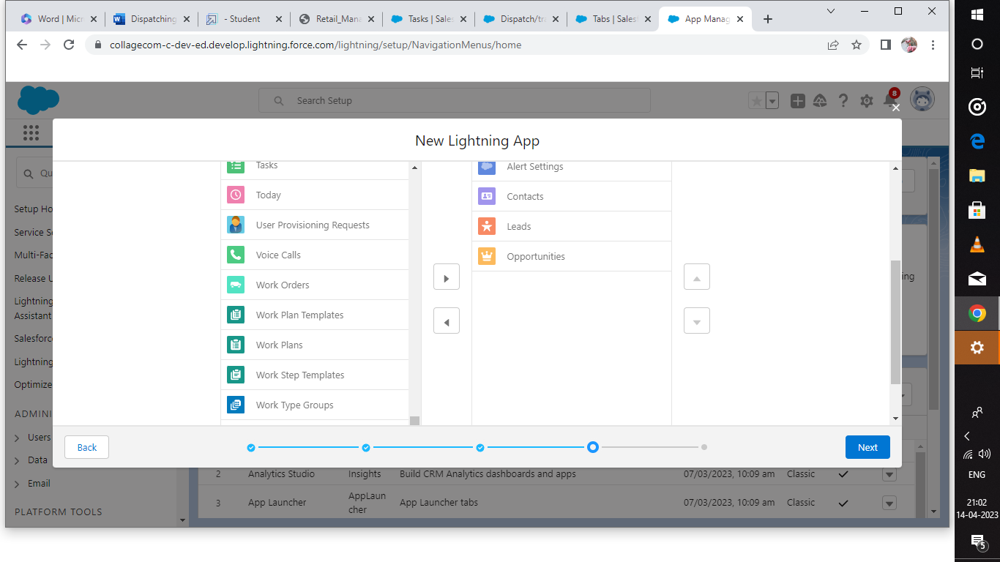 Word | Micr
Dispatching
- Student
Retail_Mana
Tasks | Sales
Dispatch/tra
Tabs | Salest
App Manag
collagecom-c-dev-ed.develop.lightning.force.com/lightning/setup/NavigationMenus/home
Search Setup
8
New Lightning App
Qu
Setup Ho
Service Se
Multi-Fac
Release U
Lightning
Assistant
Salesforce
Lightning
Optimize
ADMINI
Users
Data
Email
PLATFORM TOOLS
Tasks
Today
User Provisioning Requests
Voice Calls
Work Orders
Work Plan Templates
Work Plans
Work Step Templates
Work Type Groups
Alert Settings
Contacts
Leads
Opportunities
ing
Back
Next
2 Analytics Studio Insights Build CRM Analytics dashboards and apps 07/03/2023, 10:09 am Classic
3 App Launcher AppLaun
cher App Launcher tabs 07/03/2023, 10:09 am Classic
ENG
21:02
14-04-2023
5